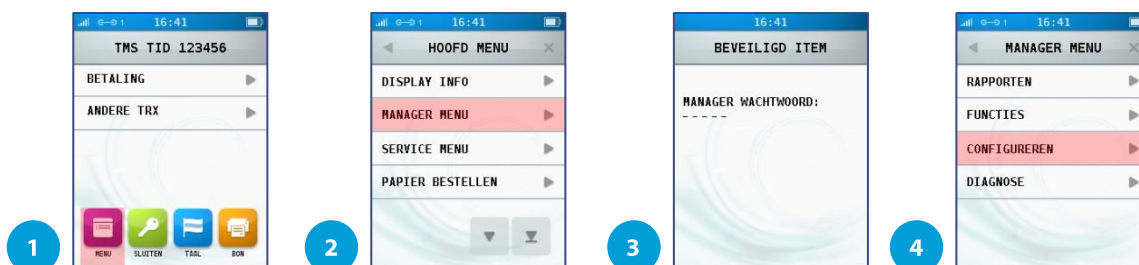 16:41
TMS TID 123456
BETALING
ANDERE TRX
MENU
SLUITEN
TAAL
BON
1
1
16:41
HOOFD MENU
DISPLAY INFO
MANAGER MENU
SERVICE MENU
PAPIER BESTELLEN
2
16:41
BEVEILIGD ITEM
MANAGER WACHTWOORD:
- - - - -
3
1
16:41
MANAGER MENU
RAPPORTEN
FUNCTIES
CONFIGUREREN
DIAGNOSE
4